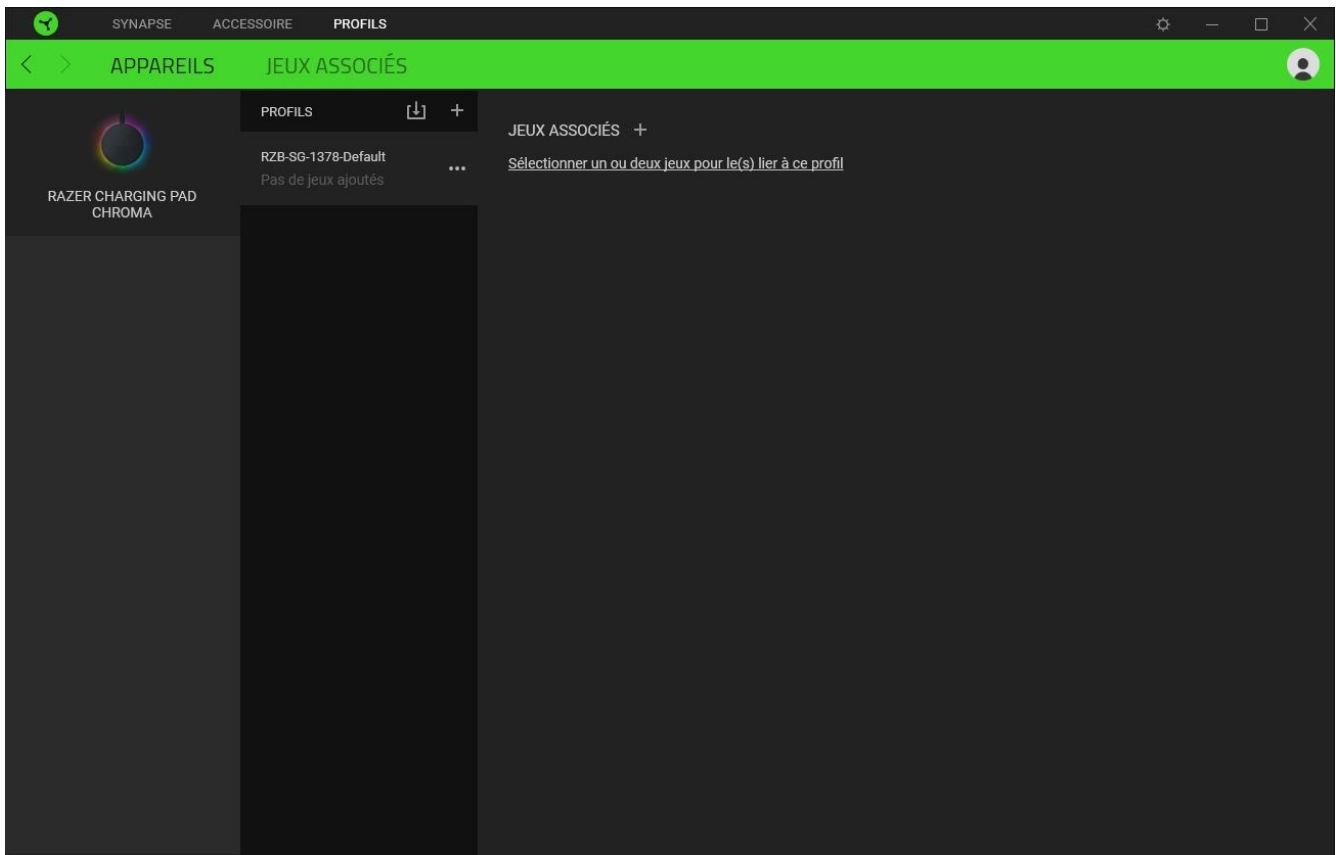 SYNAPSE ACCESSOIRE PROFILS
APPAREILS JEUX ASSOCIÉS
RAZER CHARGING PAD
CHROMA
PROFILS
RZB-SG-1378-Default
Pas de jeux ajoutés
JEUX ASSOCIÉS
Sélectionner un ou deux jeux pour le(s) lier à ce profil